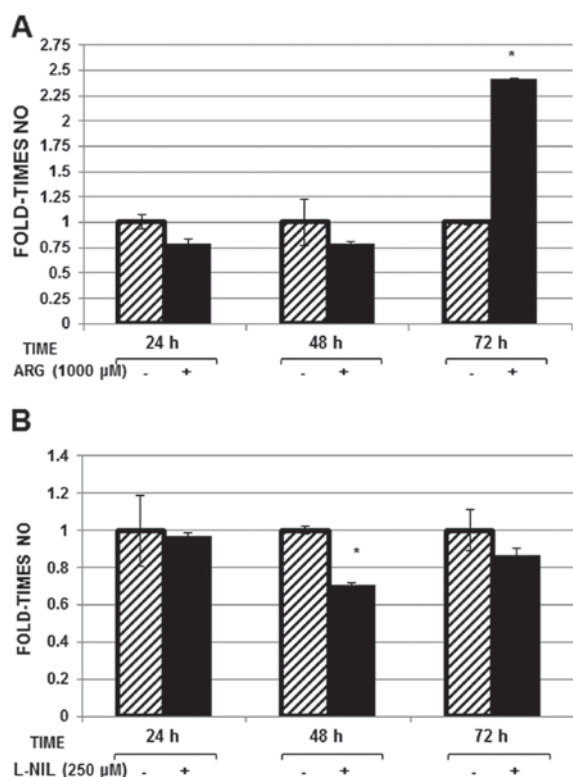 A
FOLD-TIMES NO
2.75
2.5
2.25
2
1.75
1.5
1.25
1
0.75
0.5
0.25
0
*
TIME 24 h 48 h 72 h
ARG (1000 µM) - + - + - +
B
FOLD-TIMES NO
1.4
1.2
1
0.8
0.6
0.4
0.2
0
*
TIME 24 h 48 h 72 h
L-NIL (250 µM) - + - + - +